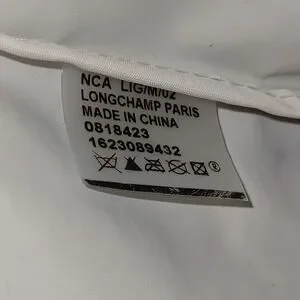 NCA LIG/M/02
LONGCHAMP PARIS
MADE IN CHINA
0818423
1623089432